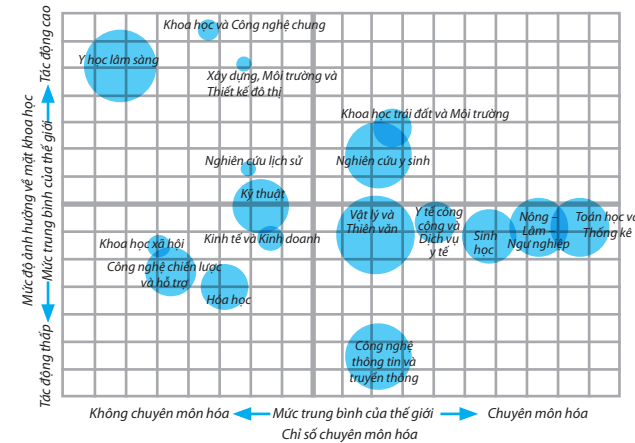 Khoa học và Công nghệ chung
Y học lâm sàng
Xây dựng, Môi trường và
Thiết kế đô thị
Khoa học trái đất và Môi trường
Nghiên cứu lịch sử
Nghiên cứu y sinh
Kỹ thuật
Vật lý và
Thiên văn
Y tế công
cộng và
Dịch vụ
y tế
Sinh
học
Nông –
Lâm –
Ngư nghiệp
Toán học và
Thống kê
Khoa học xã hội
Kinh tế và Kinh doanh
Công nghệ chiến lược
và hỗ trợ
Hóa học
Công nghệ
thông tin và
truyền thông
Mức độ ảnh hưởng về mặt khoa học
Tác động cao
Mức trung bình của thế giới
Tác động thấp
Không chuyên môn hóa
Mức trung bình của thế giới
Chuyên môn hóa
Chỉ số chuyên môn hóa